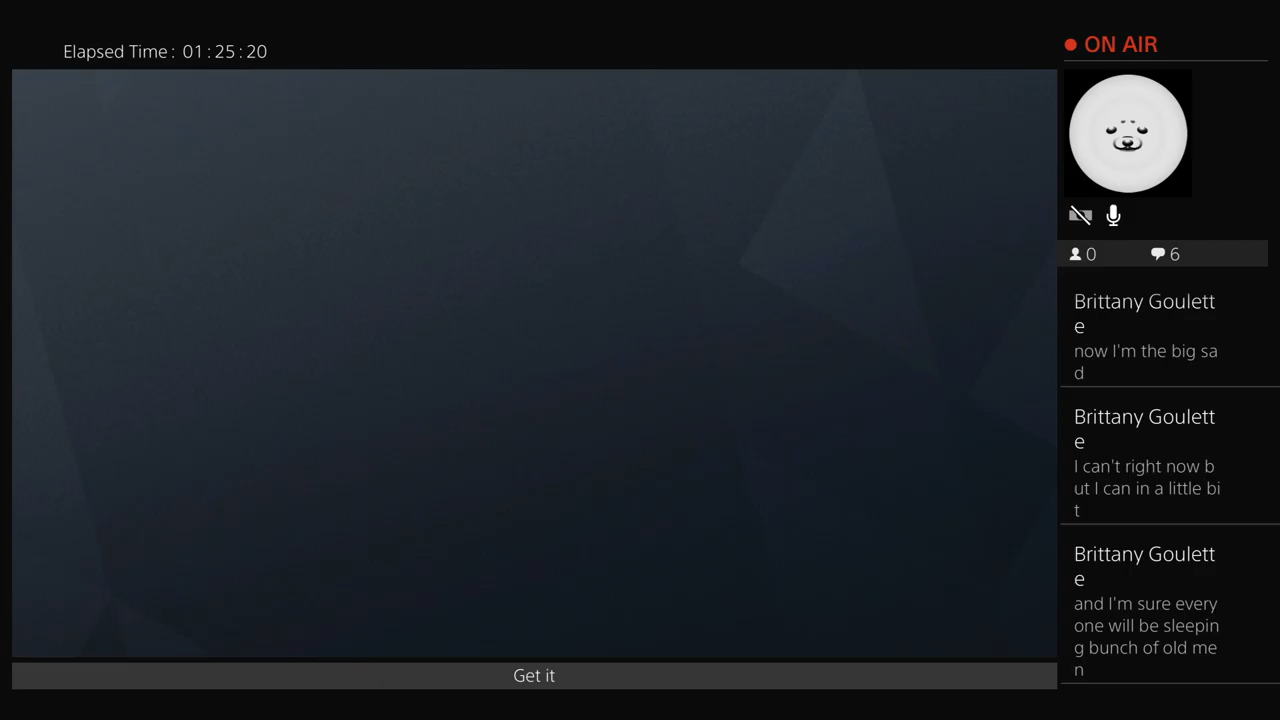 Elapsed Time: 01:25:20
ON AIR
0
6
Brittany Goulett
e
now I'm the big sa
d
Brittany Goulett
e
I can't right now b
ut I can in a little bi
t
Brittany Goulett
e
and I'm sure every
one will be sleepin
g bunch of old me
n
Get it